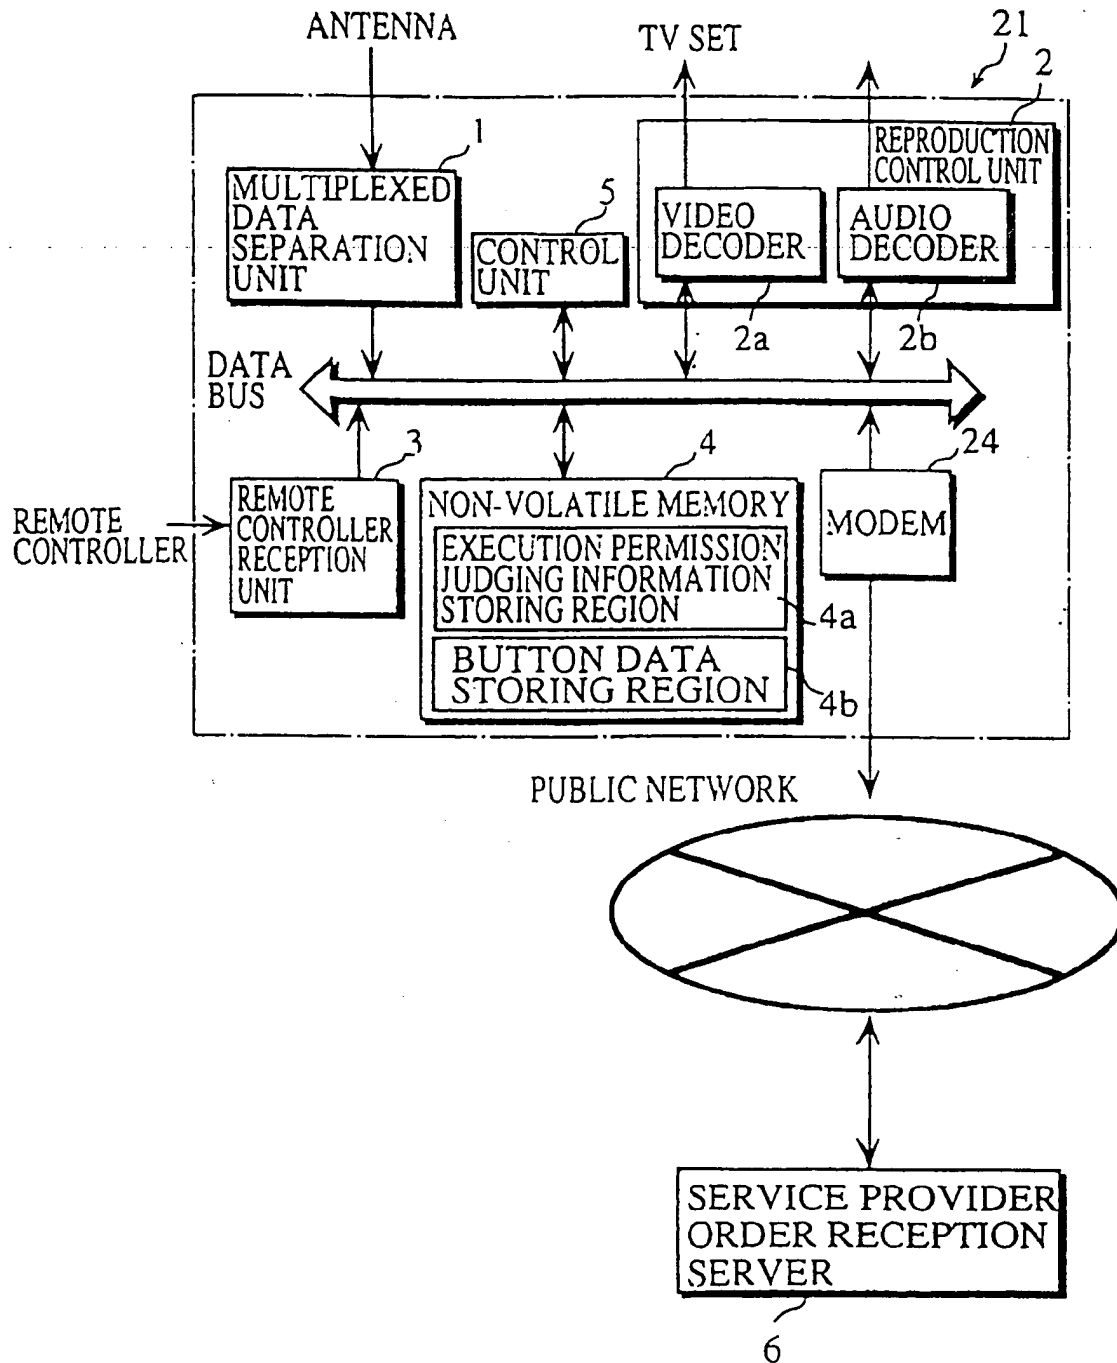 ANTENNA
TV SET
21
2
REPRODUCTION
CONTROL UNIT
1
MULTIPLEXED
DATA
SEPARATION
UNIT
5
CONTROL
UNIT
VIDEO
DECODER
AUDIO
DECODER
2a
2b
DATA
BUS
3
4
24
REMOTE
CONTROLLER
REMOTE
CONTROLLER
RECEPTION
UNIT
NON-VOLATILE MEMORY
EXECUTION PERMISSION
JUDGING INFORMATION
STORING REGION
4a
BUTTON DATA
STORING REGION
4b
MODEM
PUBLIC NETWORK
SERVICE PROVIDER
ORDER RECEPTION
SERVER
6